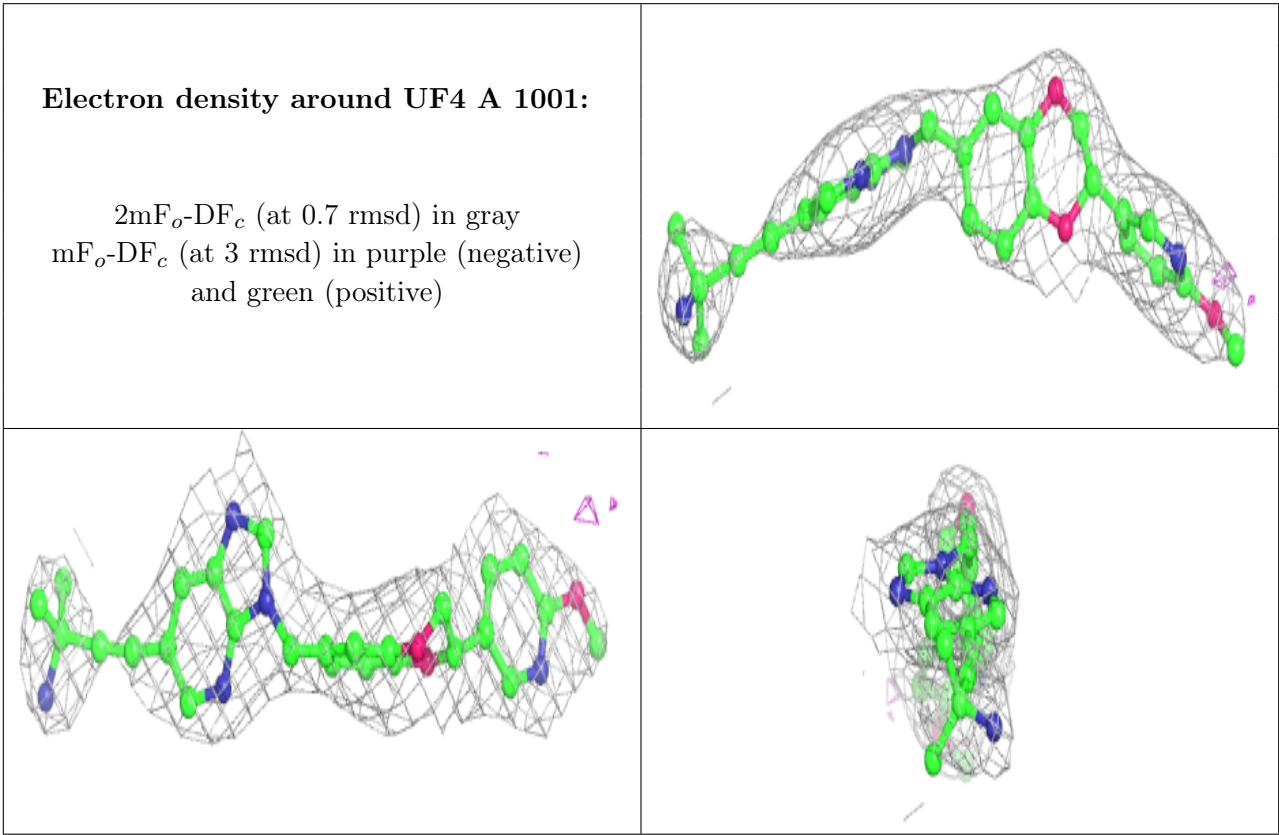 Electron density around UF4 A 1001:
2mFo-DFc (at 0.7 rmsd) in gray
mFo-DFc (at 3 rmsd) in purple (negative)
and green (positive)